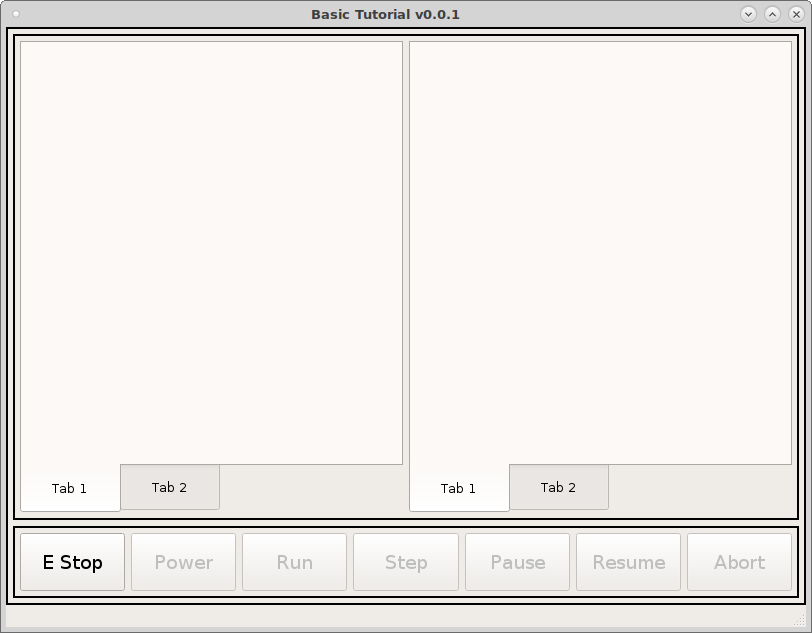 Basic Tutorial v0.0.1
Tab 1 Tab 2 Tab 1 Tab 2
E Stop Power Run Step Pause Resume Abort